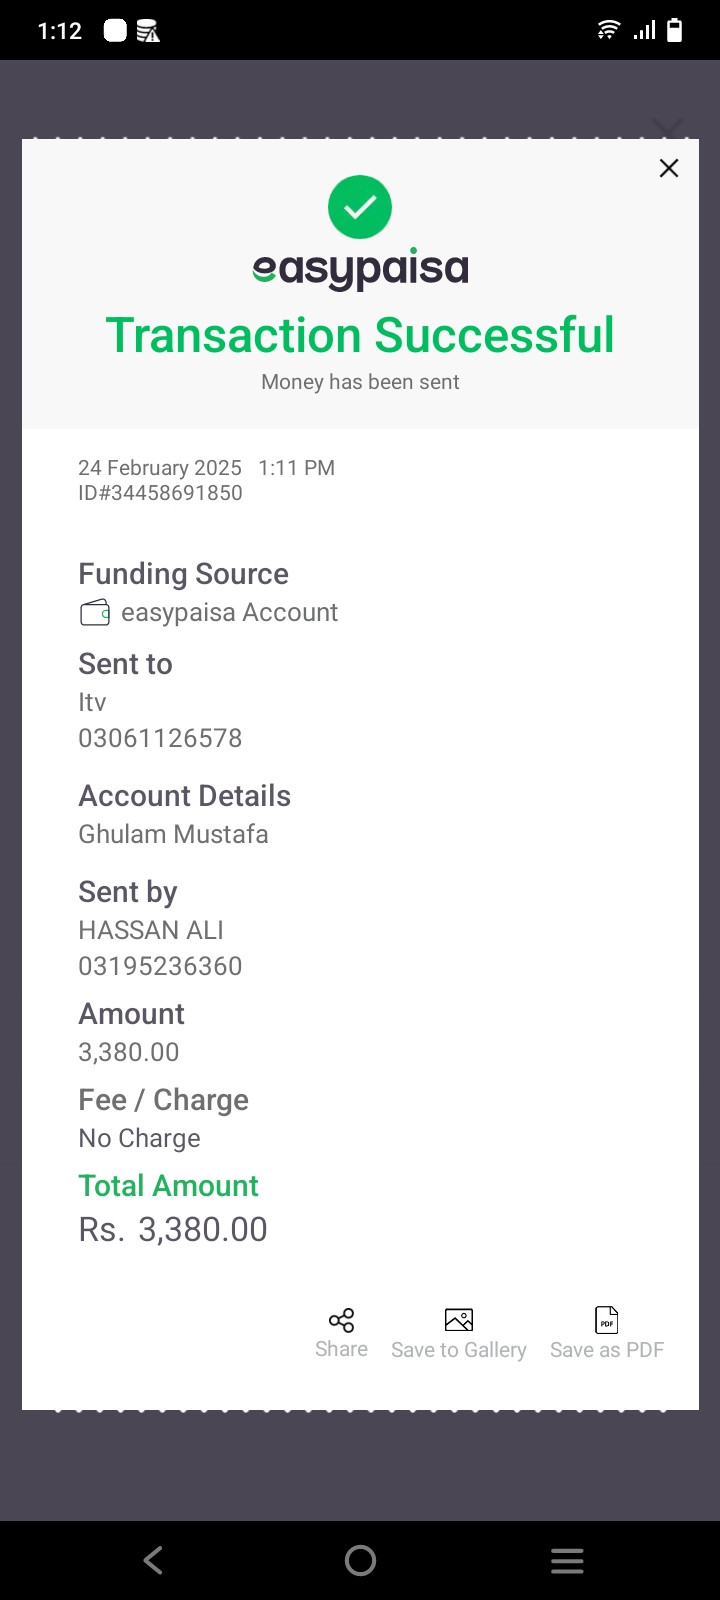 1:12
easypaisa
Transaction Successful
Money has been sent
24 February 2025 1:11 PM
ID#34458691850
Funding Source
easypaisa Account
Sent to
ltv
03061126578
Account Details
Ghulam Mustafa
Sent by
HASSAN ALI
03195236360
Amount
3,380.00
Fee / Charge
No Charge
Total Amount
Rs. 3,380.00
PDF
Share Save to Gallery Save as PDF